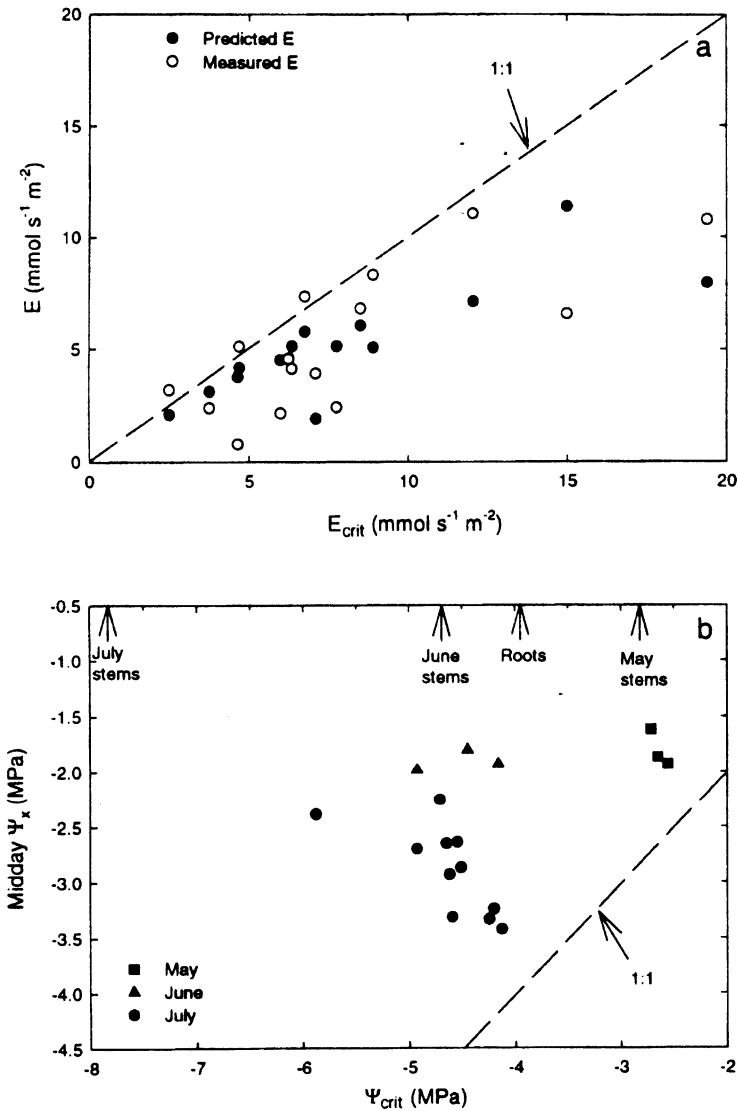 20
Predicted E
Measured E
a
1:1
15
10
5
0
E (mmol s⁻¹ m⁻²)
0 5 10 15 20
E_crit (mmol s⁻¹ m⁻²)
-0.5
b
July
stems
June
stems
Roots
May
stems
-1.0
-1.5
-2.0
-2.5
-3.0
-3.5
-4.0
-4.5
Midday Ψ_x (MPa)
May
June
July
1:1
-8 -7 -6 -5 -4 -3 -2
Ψ_crit (MPa)